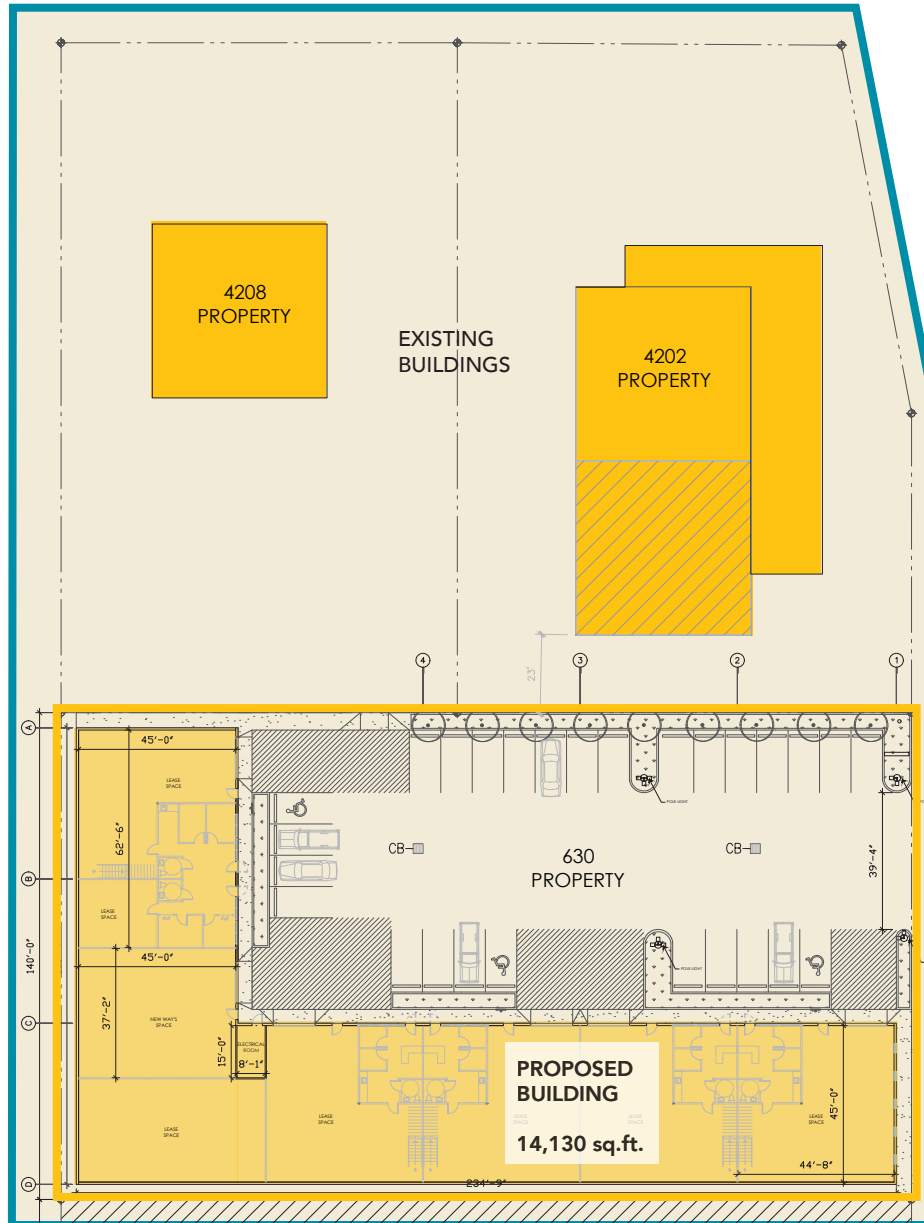 4208
PROPERTY
EXISTING
BUILDINGS
4202
PROPERTY
23'
4
3
2
1
A
45'-0"
LEASE
SPACE
62'-6"
POLE LIGHT
CB
CB
630
PROPERTY
39'-4"
B
LEASE
SPACE
140'-0"
45'-0"
POLE LIGHT
37'-2"
NEW WAY'S
SPACE
C
15'-0"
ELECTRICAL
ROOM
8'-1"
PROPOSED
BUILDING
14,130 sq.ft.
45'-0"
LEASE
SPACE
LEASE
SPACE
LEASE
SPACE
LEASE
SPACE
LEASE
SPACE
44'-8"
D
234'-9"